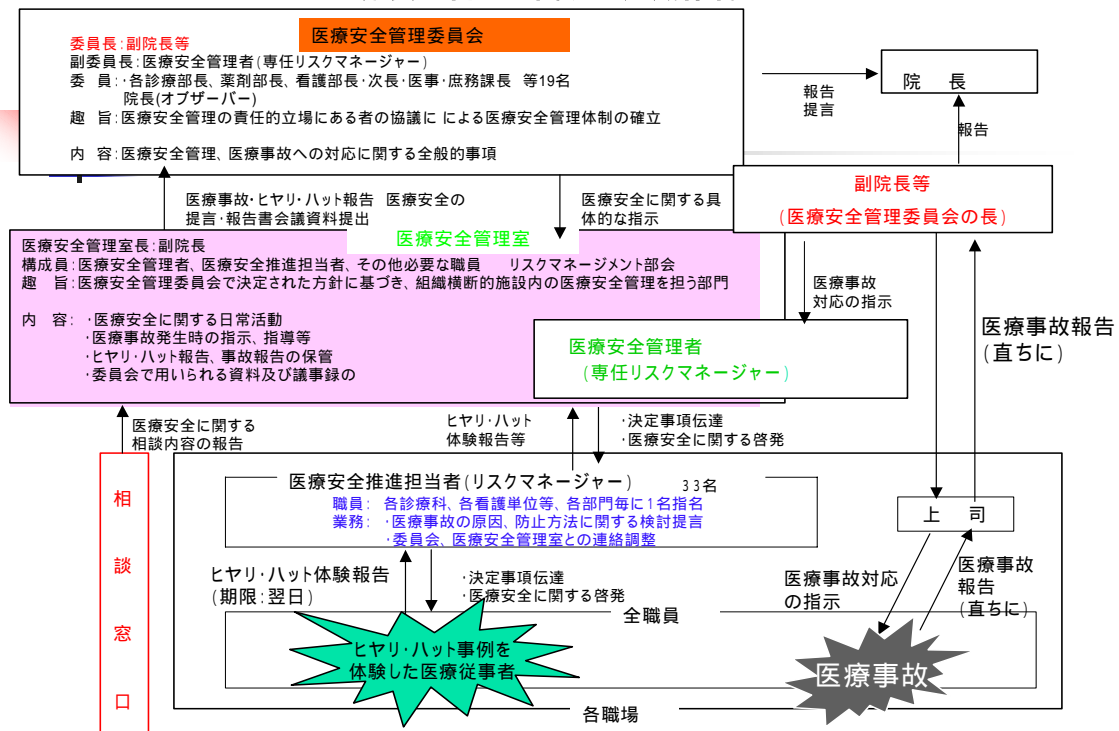 医療安全管理委員会
委員長:副院長等
副委員長:医療安全管理者(専任リスクマネージャー)
委 員:・各診療部長、薬剤部長、看護部長・次長・医事・庶務課長 等19名
院長(オブザーバー)
趣 旨:医療安全管理の責任的立場にある者の協議に による医療安全管理体制の確立
内 容:医療安全管理、医療事故への対応に関する全般的事項
報告
提言
院 長
報告
副院長等
(医療安全管理委員会の長)
医療事故・ヒヤリ・ハット報告 医療安全の
提言・報告書会議資料提出
医療安全に関する具
体的な指示
医療安全管理室
医療安全管理室長:副院長
構成員:医療安全管理者、医療安全推進担当者、その他必要な職員 リスクマネージメント部会
趣 旨:医療安全管理委員会で決定された方針に基づき、組織横断的施設内の医療安全管理を担う部門
内 容: ・医療安全に関する日常活動
・医療事故発生時の指示、指導等
・ヒヤリ・ハット報告、事故報告の保管
・委員会で用いられる資料及び議事録の
医療事故
対応の指示
医療安全管理者
(専任リスクマネージャー)
医療事故報告
(直ちに)
医療安全に関する
相談内容の報告
ヒヤリ・ハット
体験報告等
・決定事項伝達
・医療安全に関する啓発
相
談
窓
口
医療安全推進担当者(リスクマネージャー) 33名
職員: 各診療科、各看護単位等、各部門毎に1名指名
業務: ・医療事故の原因、防止方法に関する検討提言
・委員会、医療安全管理室との連絡調整
上 司
ヒヤリ・ハット体験報告
(期限:翌日)
・決定事項伝達
・医療安全に関する啓発
医療事故対応
の指示
医療事故
報告
(直ちに)
全職員
ヒヤリ・ハット事例を
体験した医療従事者
医療事故
各職場